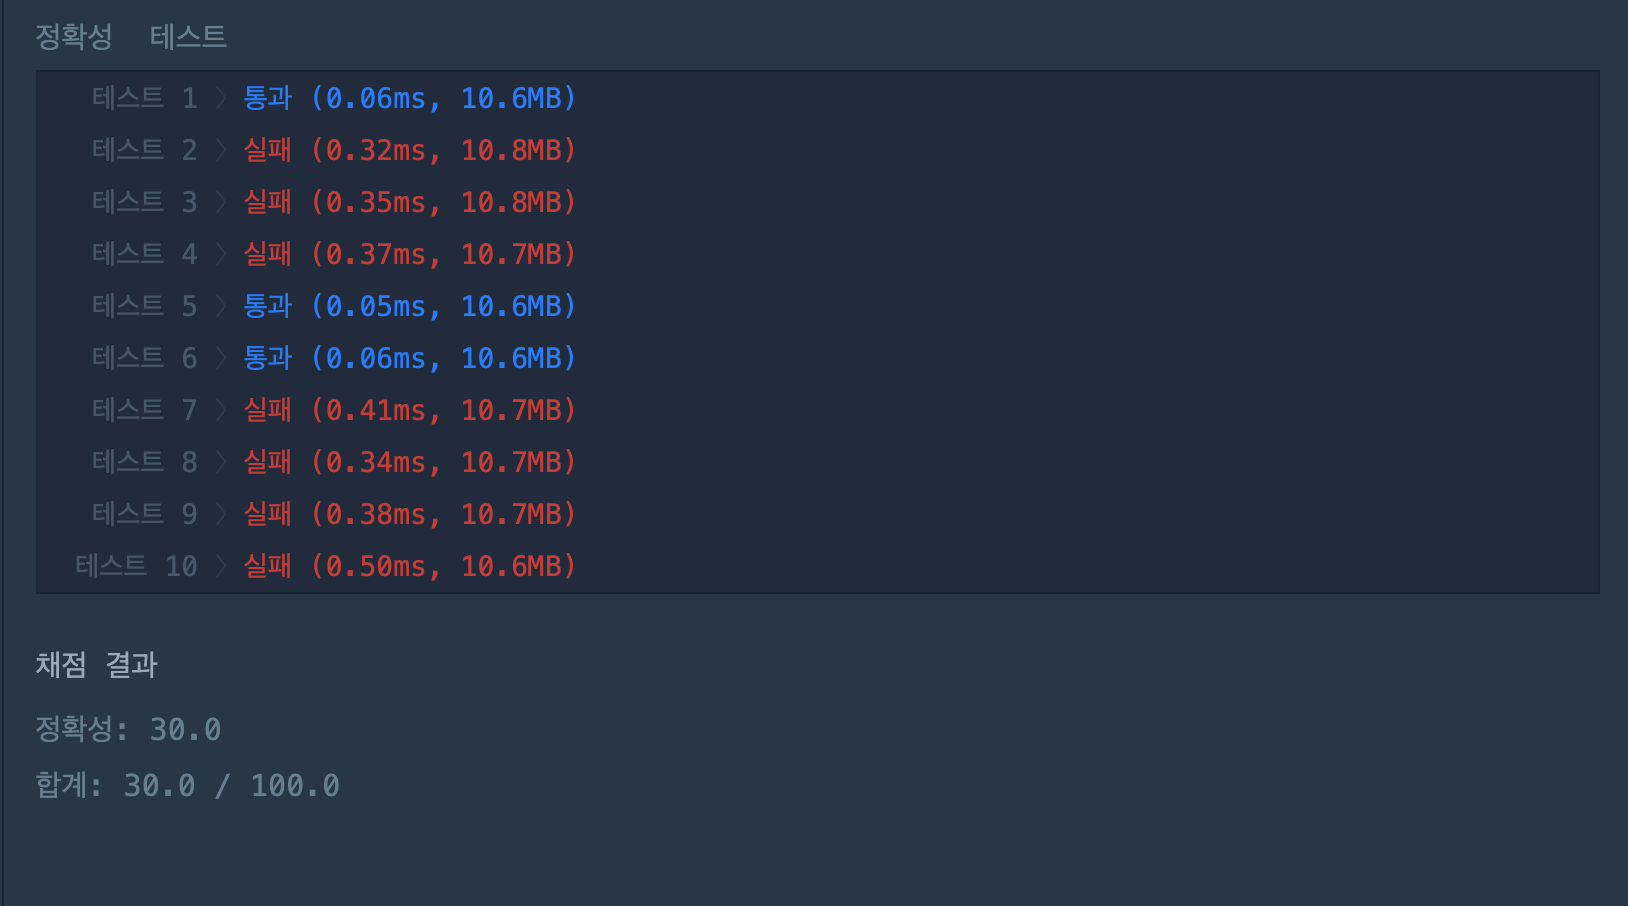 정확성 테스트
테스트 1 〉 통과 (0.06ms, 10.6MB)
테스트 2 〉 실패 (0.32ms, 10.8MB)
테스트 3 〉 실패 (0.35ms, 10.8MB)
테스트 4 〉 실패 (0.37ms, 10.7MB)
테스트 5 〉 통과 (0.05ms, 10.6MB)
테스트 6 〉 통과 (0.06ms, 10.6MB)
테스트 7 〉 실패 (0.41ms, 10.7MB)
테스트 8 〉 실패 (0.34ms, 10.7MB)
테스트 9 〉 실패 (0.38ms, 10.7MB)
테스트 10 〉 실패 (0.50ms, 10.6MB)
채점 결과
정확성: 30.0
합계: 30.0 / 100.0